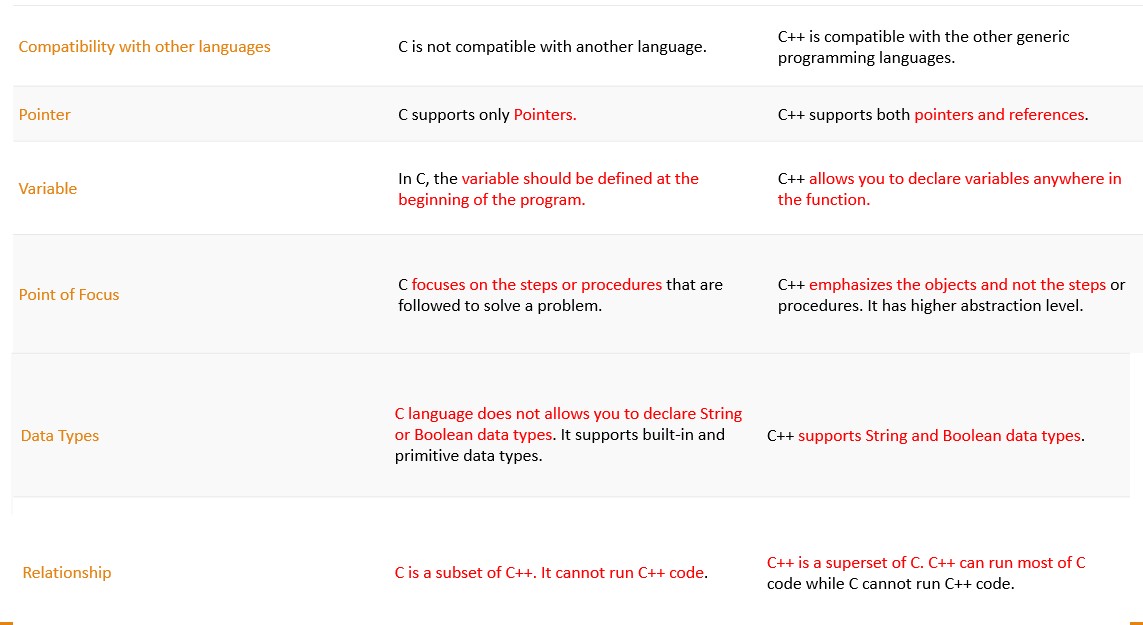 Compatibility with other languages
C is not compatible with another language.
C++ is compatible with the other generic
programming languages.
Pointer
C supports only Pointers.
C++ supports both pointers and references.
Variable
In C, the variable should be defined at the
beginning of the program.
C++ allows you to declare variables anywhere in
the function.
Point of Focus
C focuses on the steps or procedures that are
followed to solve a problem.
C++ emphasizes the objects and not the steps or
procedures. It has higher abstraction level.
Data Types
C language does not allows you to declare String
or Boolean data types. It supports built-in and
primitive data types.
C++ supports String and Boolean data types.
Relationship
C is a subset of C++. It cannot run C++ code.
C++ is a superset of C. C++ can run most of C
code while C cannot run C++ code.